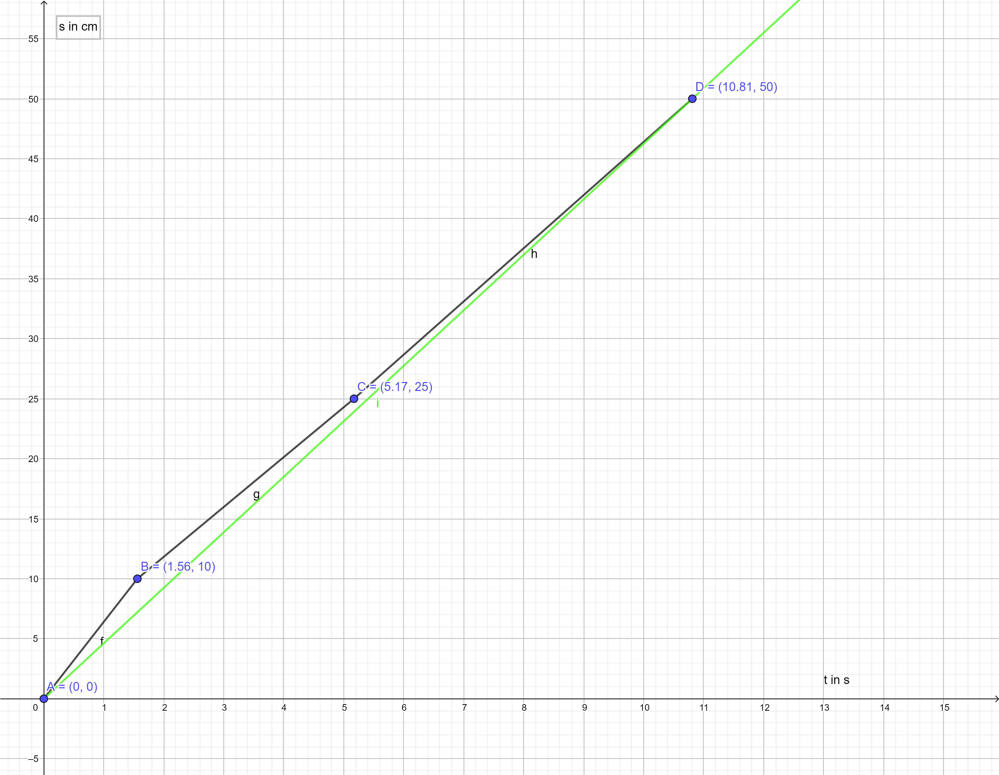 s in cm
55
D = (10.81, 50)
50
45
40
h
35
30
C = (5.17, 25)
25
i
20
g
15
B = (1.56, 10)
10
5
f
t in s
A = (0, 0)
0 1 2 3 4 5 6 7 8 9 10 11 12 13 14 15
–5